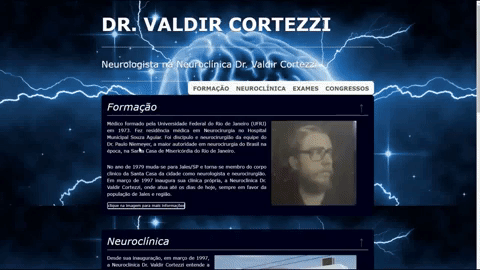 DR. VALDIR CORTEZZI
Neurologista na Neuroclínica Dr. Valdir Cortezzi
FORMAÇÃO NEUROCLÍNICA EXAMES CONGRESSOS
Formação ↑
Médico formado pela Universidade Federal do Rio de Janeiro (UFRJ)
em 1973. Fez residência médica em Neurocirurgia no Hospital
Municipal Souza Aguiar. Foi discípulo e neurocirurgião da equipe do
Dr. Paulo Niemeyer, a maior autoridade em neurocirurgia do Brasil na
época, na Santa Casa de Misericórdia do Rio de Janeiro.
No ano de 1979 muda-se para Jales/SP e torna-se membro do corpo
clínico da Santa Casa da cidade como neurologista e neurocirurgião.
Em março de 1997 inaugura sua clínica própria, a Neuroclínica Dr.
Valdir Cortezzi, onde atua até os dias de hoje, sempre em favor da
população de Jales e região.
Clique na imagem para mais informações
Neuroclínica ↑
Desde sua inauguração, em março de 1997,
a Neuroclínica Dr. Valdir Cortezzi entende a